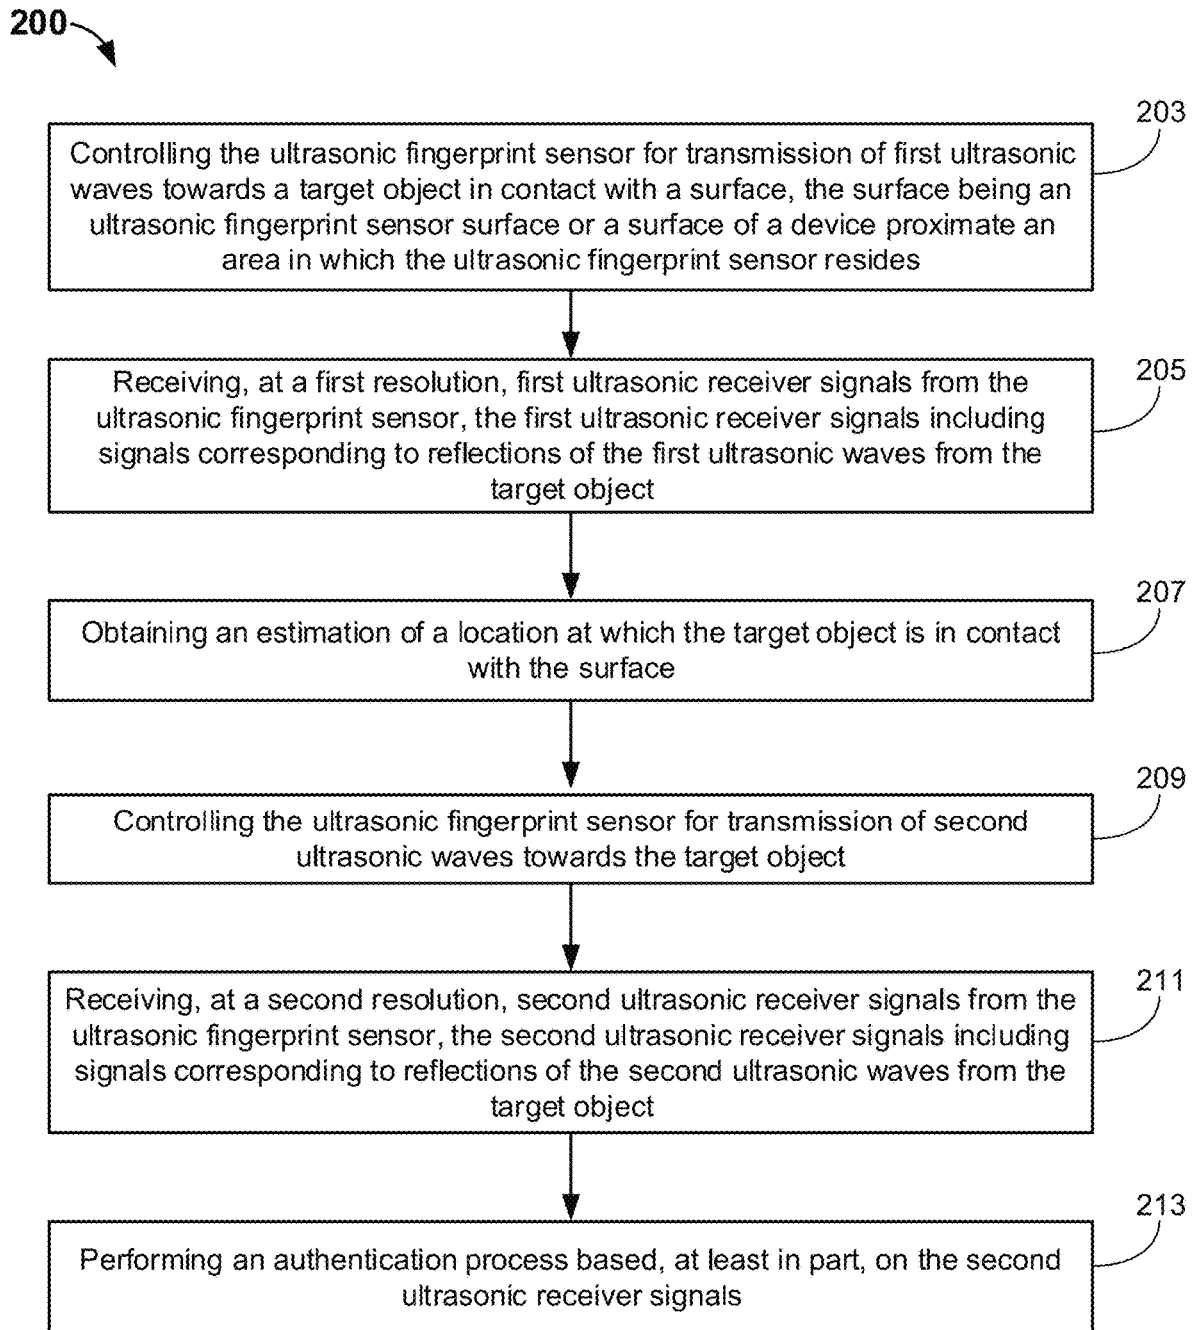 200
203
Controlling the ultrasonic fingerprint sensor for transmission of first ultrasonic
waves towards a target object in contact with a surface, the surface being an
ultrasonic fingerprint sensor surface or a surface of a device proximate an
area in which the ultrasonic fingerprint sensor resides
205
Receiving, at a first resolution, first ultrasonic receiver signals from the
ultrasonic fingerprint sensor, the first ultrasonic receiver signals including
signals corresponding to reflections of the first ultrasonic waves from the
target object
207
Obtaining an estimation of a location at which the target object is in contact
with the surface
209
Controlling the ultrasonic fingerprint sensor for transmission of second
ultrasonic waves towards the target object
211
Receiving, at a second resolution, second ultrasonic receiver signals from the
ultrasonic fingerprint sensor, the second ultrasonic receiver signals including
signals corresponding to reflections of the second ultrasonic waves from the
target object
213
Performing an authentication process based, at least in part, on the second
ultrasonic receiver signals